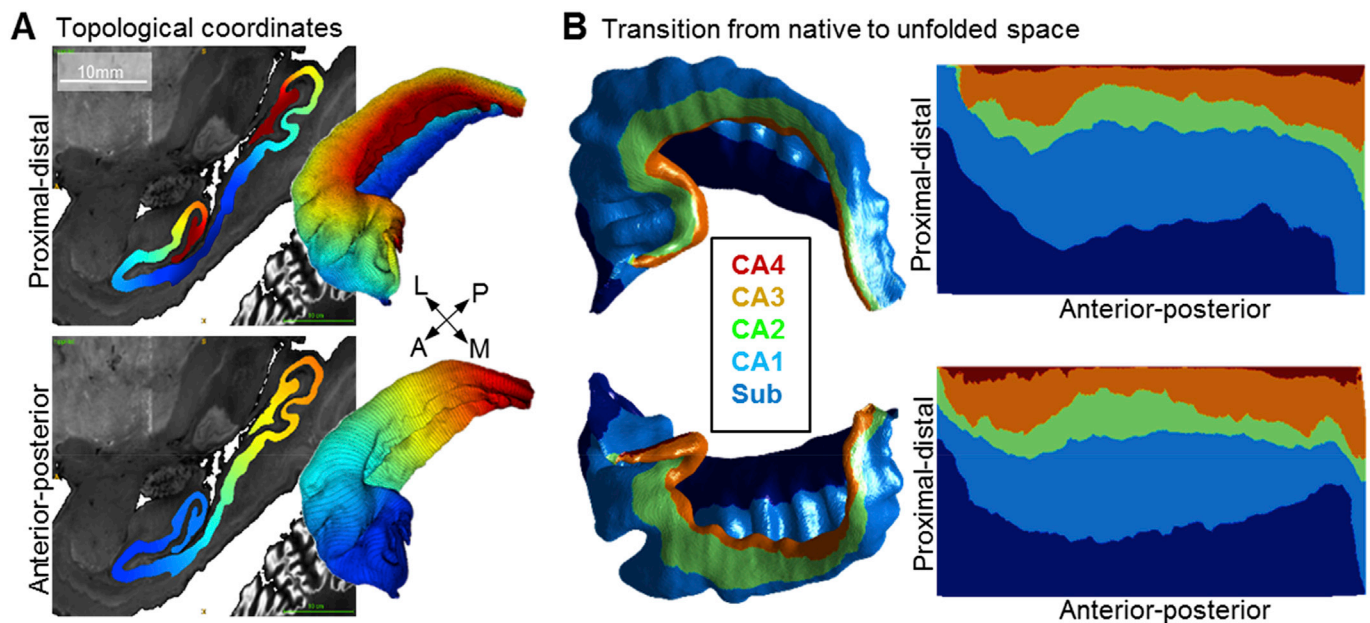 A Topological coordinates
B Transition from native to unfolded space
10mm
Proximal-distal
L P
A M
Anterior-posterior
CA4
CA3
CA2
CA1
Sub
Proximal-distal
Anterior-posterior
Proximal-distal
Anterior-posterior